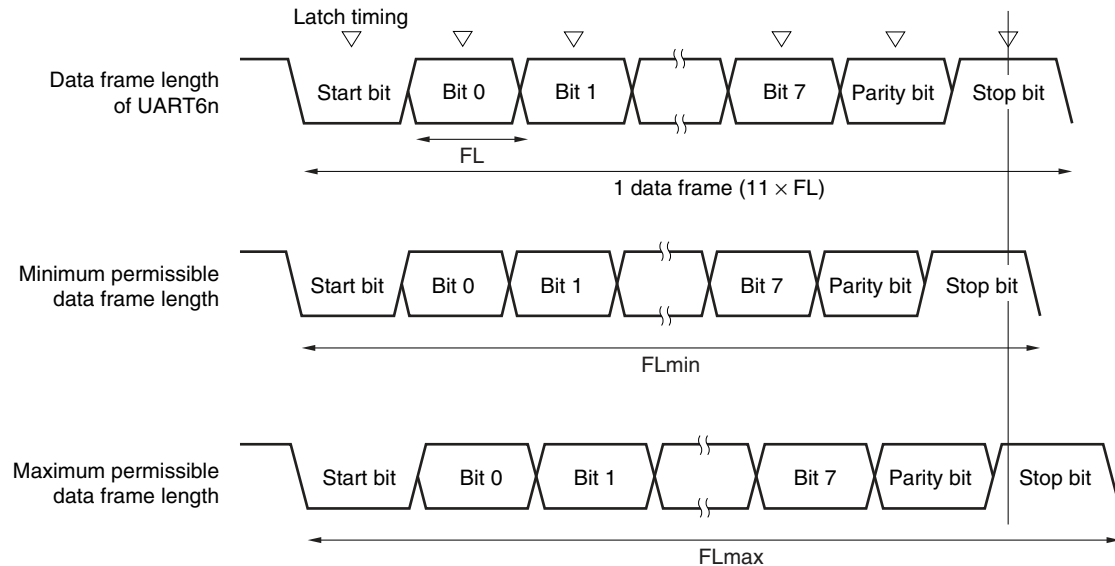 Latch timing
Data frame length
of UART6n
Start bit
Bit 0
Bit 1
Bit 7
Parity bit
Stop bit
FL
1 data frame (11 × FL)
Minimum permissible
data frame length
Start bit
Bit 0
Bit 1
Bit 7
Parity bit
Stop bit
FLmin
Maximum permissible
data frame length
Start bit
Bit 0
Bit 1
Bit 7
Parity bit
Stop bit
FLmax